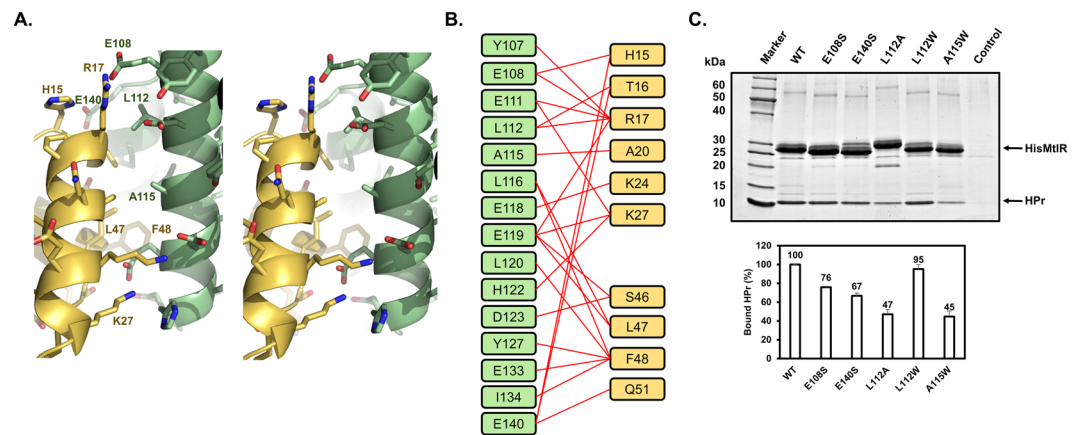 A.
E108
R17
H15
E140
L112
A115
L47
F48
K27
B.
Y107
E108
E111
L112
A115
L116
E118
E119
L120
H122
D123
Y127
E133
I134
E140
H15
T16
R17
A20
K24
K27
S46
L47
F48
Q51
C.
Marker
WT
E108S
E140S
L112A
L112W
A115W
Control
kDa
60
50
40
30
25
20
15
10
HisMtlR
HPr
Bound HPr (%)
120
100
80
60
40
20
0
100
76
67
47
95
45
WT
E108S
E140S
L112A
L112W
A115W